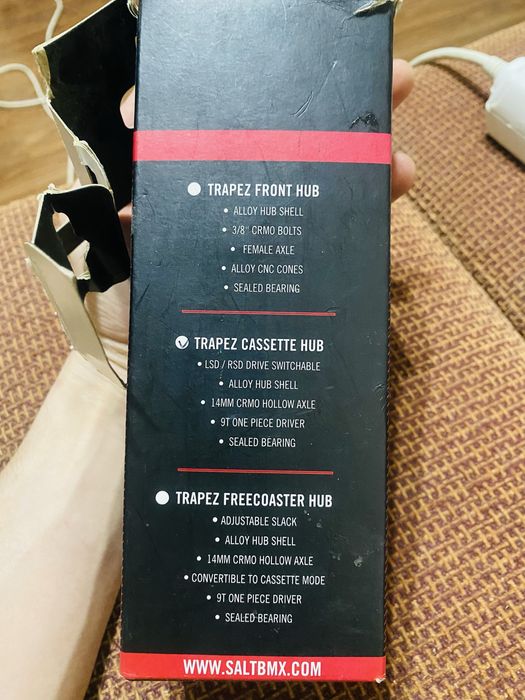 TRAPEZ FRONT HUB
• ALLOY HUB SHELL
• 3/8" CRMO BOLTS
• FEMALE AXLE
• ALLOY CNC CONES
• SEALED BEARING
TRAPEZ CASSETTE HUB
• LSD / RSD DRIVE SWITCHABLE
• ALLOY HUB SHELL
• 14MM CRMO HOLLOW AXLE
• 9T ONE PIECE DRIVER
• SEALED BEARING
TRAPEZ FREECOASTER HUB
• ADJUSTABLE SLACK
• ALLOY HUB SHELL
• 14MM CRMO HOLLOW AXLE
• CONVERTIBLE TO CASSETTE MODE
• 9T ONE PIECE DRIVER
• SEALED BEARING
WWW.SALTBMX.COM